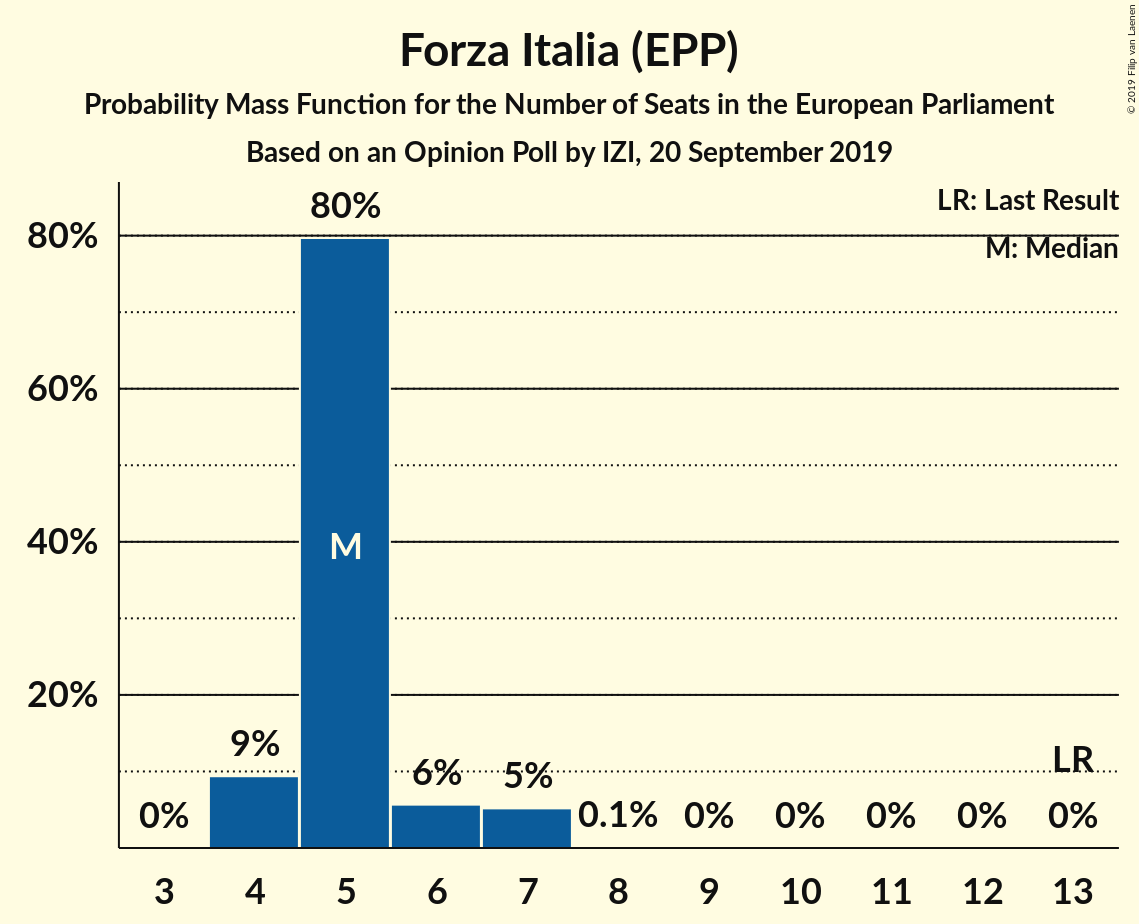 Forza Italia (EPP)
Probability Mass Function for the Number of Seats in the European Parliament
Based on an Opinion Poll by IZI, 20 September 2019
© 2019 Filip van Laenen
LR: Last Result
M: Median
80%
60%
40%
20%
0%
9%
80%
M
6%
5%
0.1%
0%
0%
0%
0%
LR
0%
3 4 5 6 7 8 9 10 11 12 13